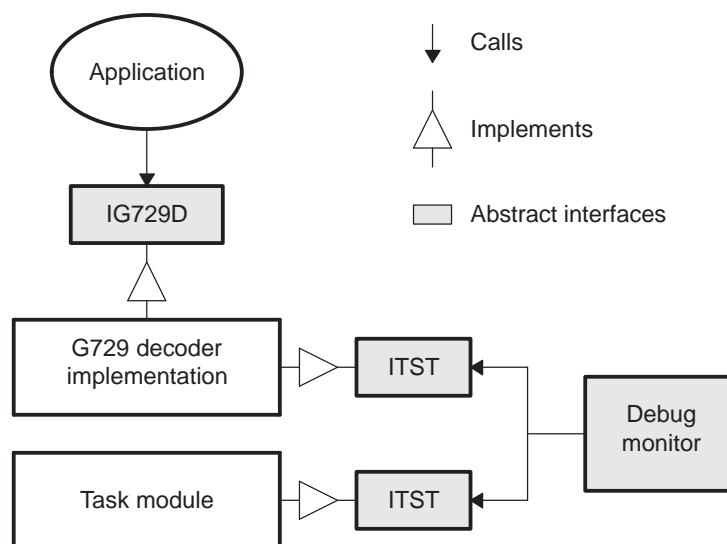 Application
Calls
Implements
IG729D
Abstract interfaces
G729 decoder
implementation
ITST
Debug
monitor
Task module
ITST